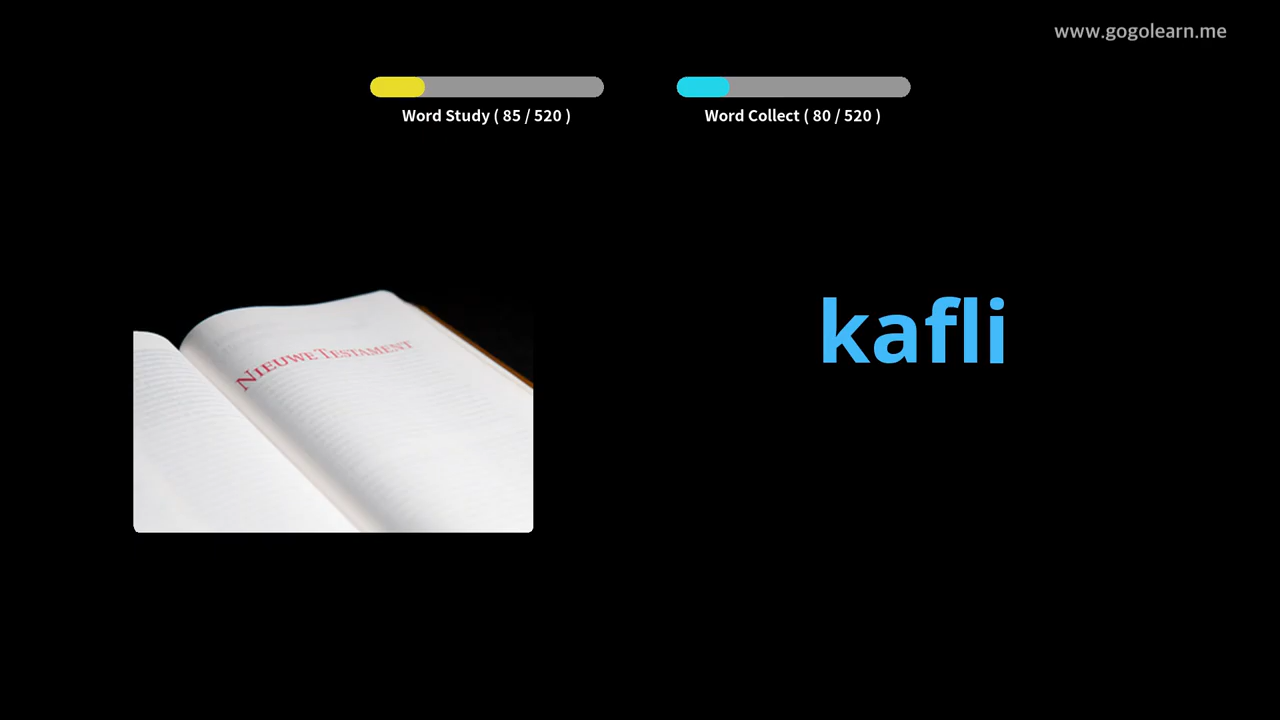 www.gogolearn.me
Word Study ( 85 / 520 )
Word Collect ( 80 / 520 )
NIEUWE TESTAMENT
kafli